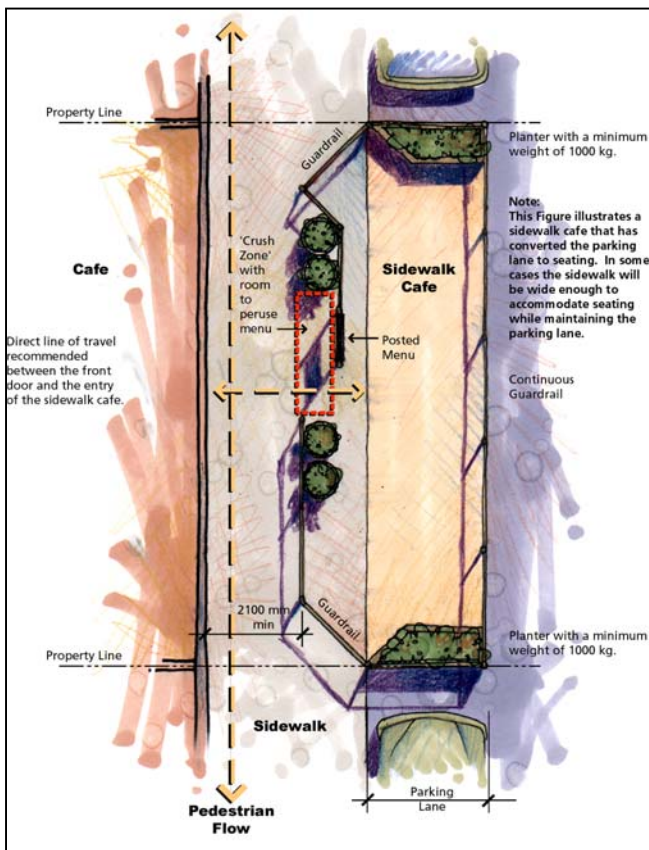 Property Line
Guardrail
Planter with a minimum
weight of 1000 kg.
Note:
This Figure illustrates a
sidewalk cafe that has
converted the parking
lane to seating. In some
cases the sidewalk will
be wide enough to
accommodate seating
while maintaining the
parking lane.
'Crush
Zone'
with
room
to
peruse
menu
Cafe
Sidewalk
Cafe
Posted
Menu
Direct line of travel
recommended
between the front
door and the entry
of the sidewalk cafe.
Continuous
Guardrail
2100 mm
min
Guardrail
Property Line
Planter with a minimum
weight of 1000 kg.
Sidewalk
Parking
Lane
Pedestrian
Flow